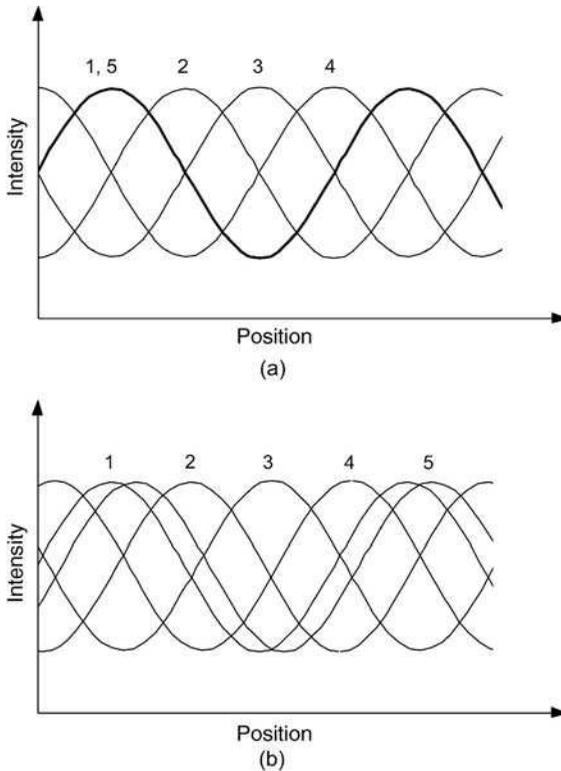 1, 5 2 3 4
Intensity
Position
(a)
1 2 3 4 5
Intensity
Position
(b)